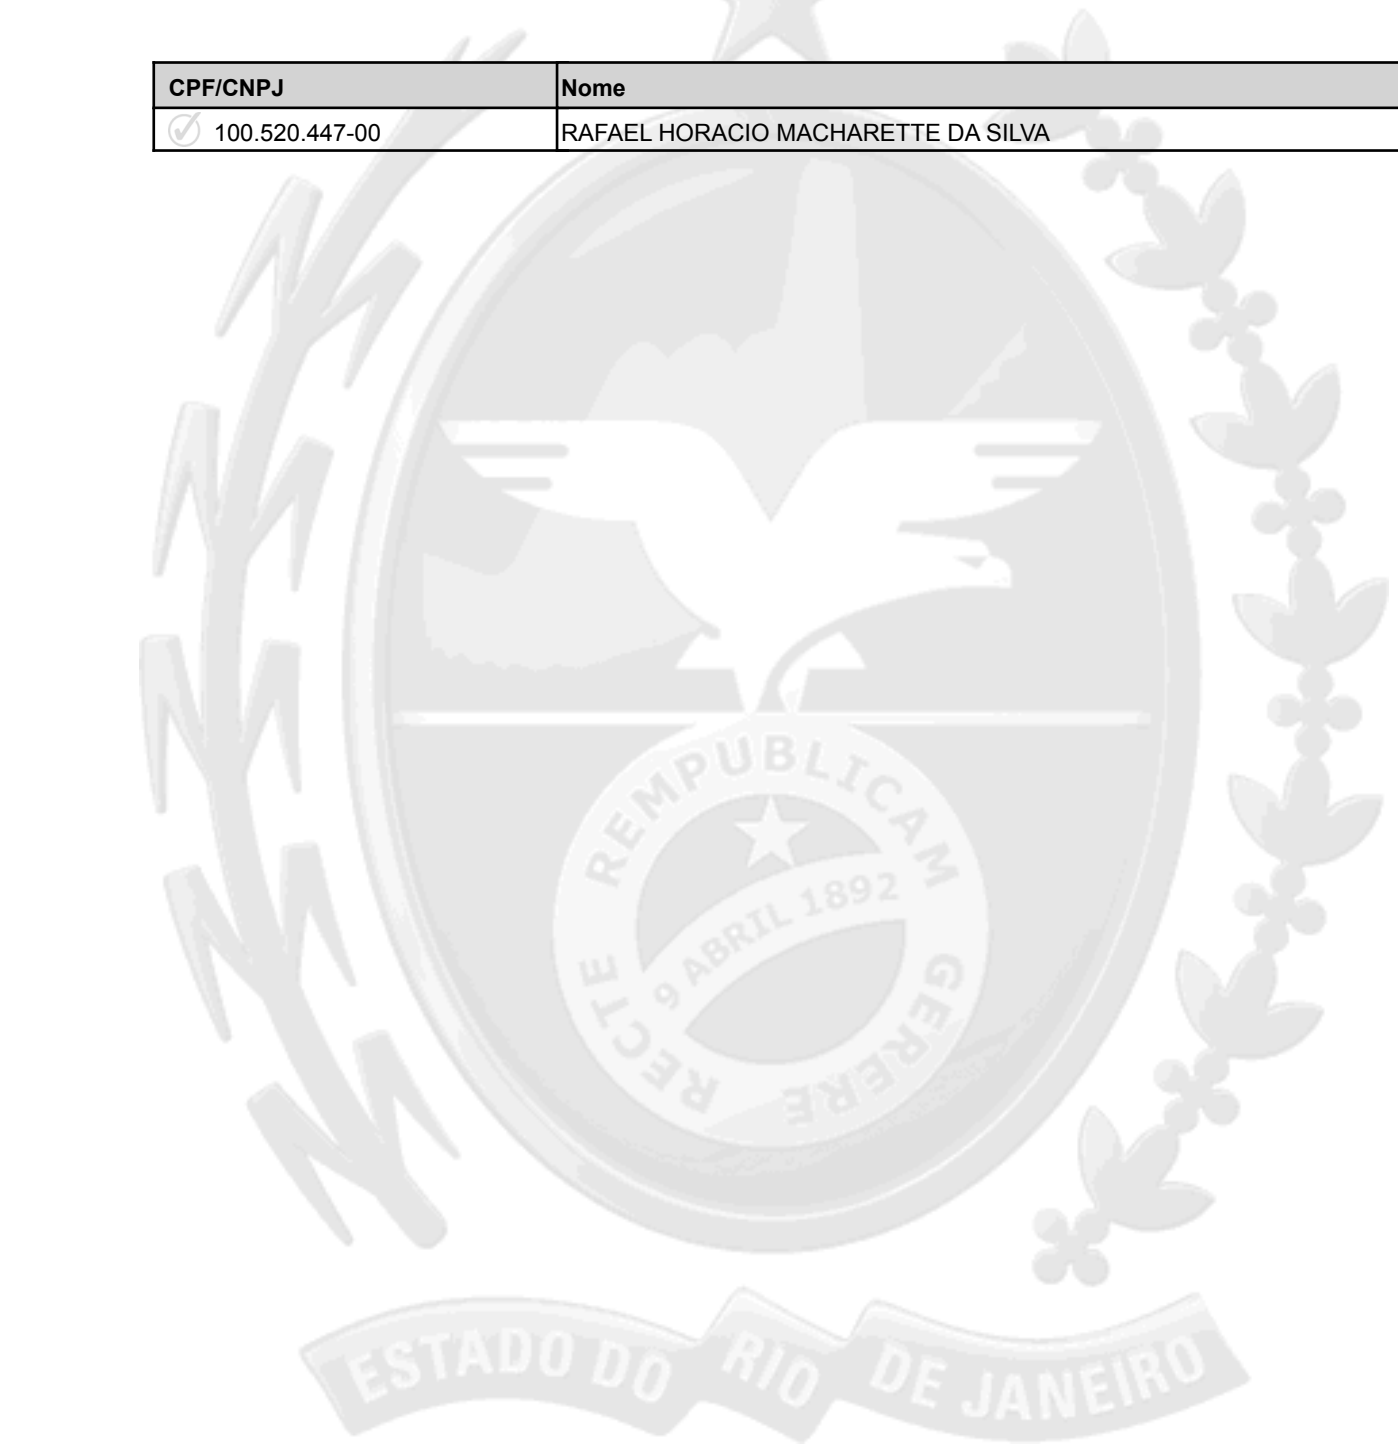 CPF/CNPJ Nome
100.520.447-00 RAFAEL HORACIO MACHARETTE DA SILVA
REMPUBLICAM
9 ABRIL 1892
RECTE GERERE
ESTADO DO RIO DE JANEIRO